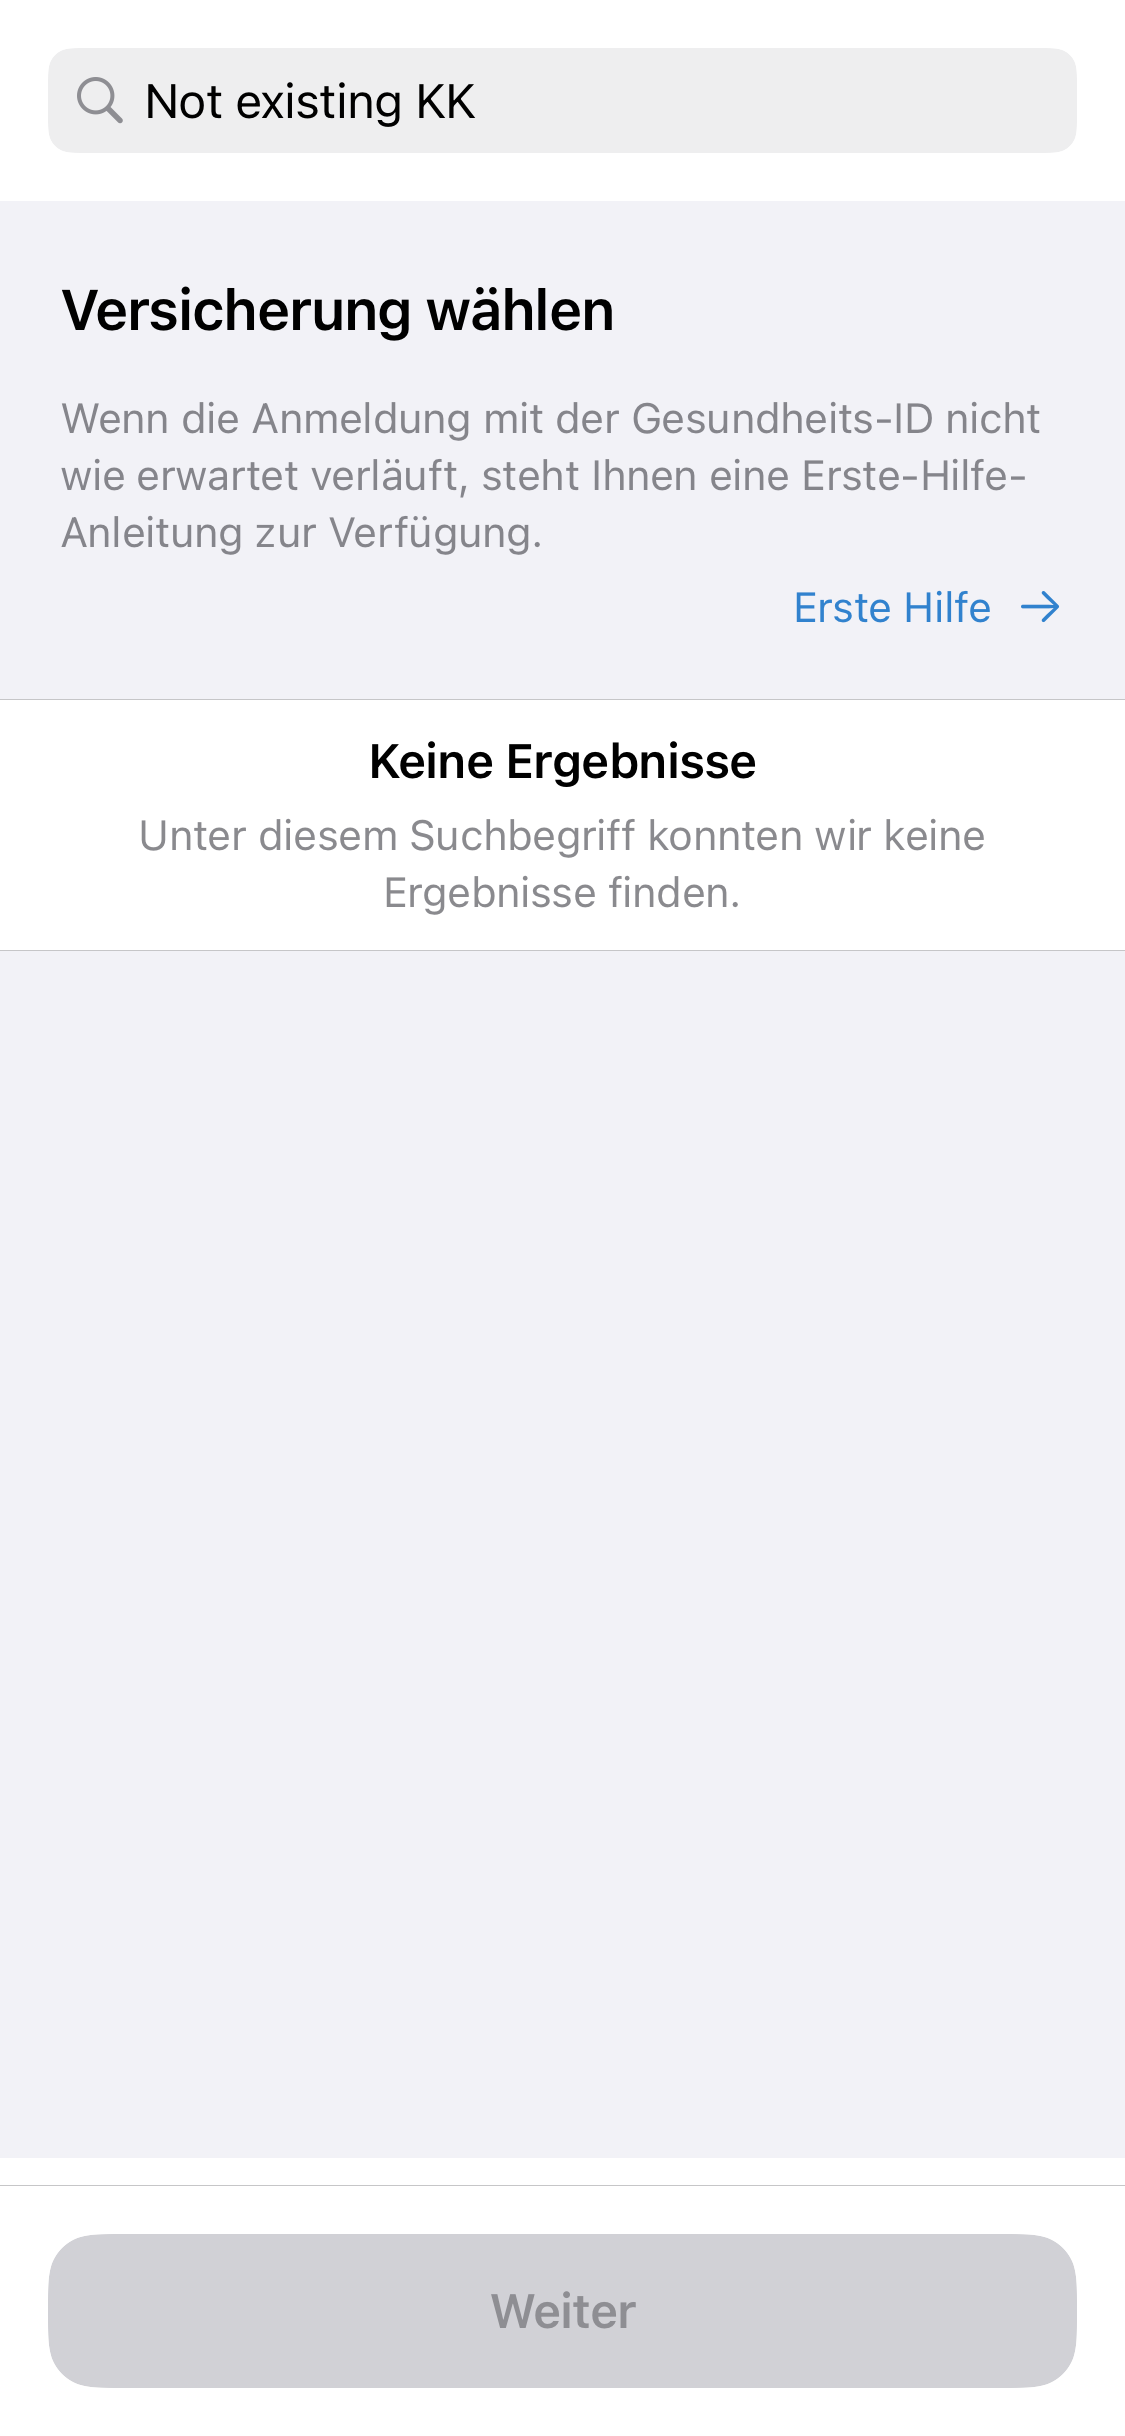 Not existing KK
Versicherung wählen
Wenn die Anmeldung mit der Gesundheits-ID nicht
wie erwartet verläuft, steht Ihnen eine Erste-Hilfe-
Anleitung zur Verfügung.
Erste Hilfe →
Keine Ergebnisse
Unter diesem Suchbegriff konnten wir keine
Ergebnisse finden.
Weiter